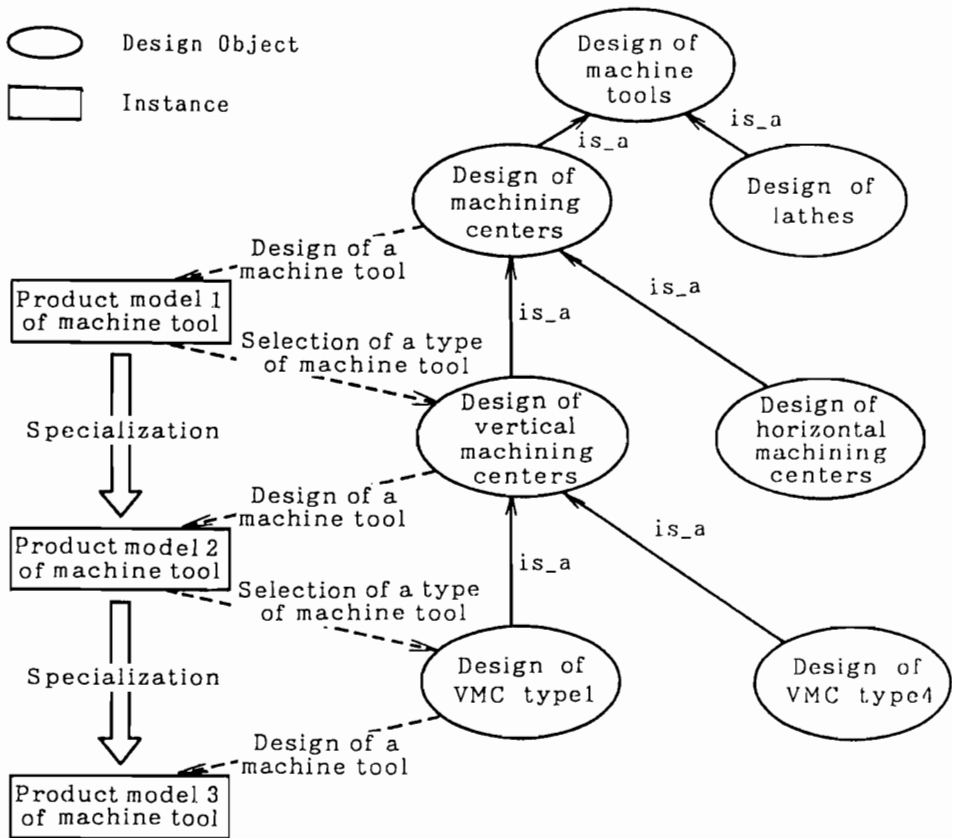 Design Object
Instance
Design of
machine
tools
is_a
is_a
Design of
machining
centers
Design of
lathes
Design of a
machine tool
Product model 1
of machine tool
is_a
is_a
Selection of a type
of machine tool
Specialization
Design of
vertical
machining
centers
Design of
horizontal
machining
centers
Design of a
machine tool
Product model 2
of machine tool
is_a
is_a
Selection of a type
of machine tool
Specialization
Design of
VMC type1
Design of
VMC type4
Design of a
machine tool
Product model 3
of machine tool